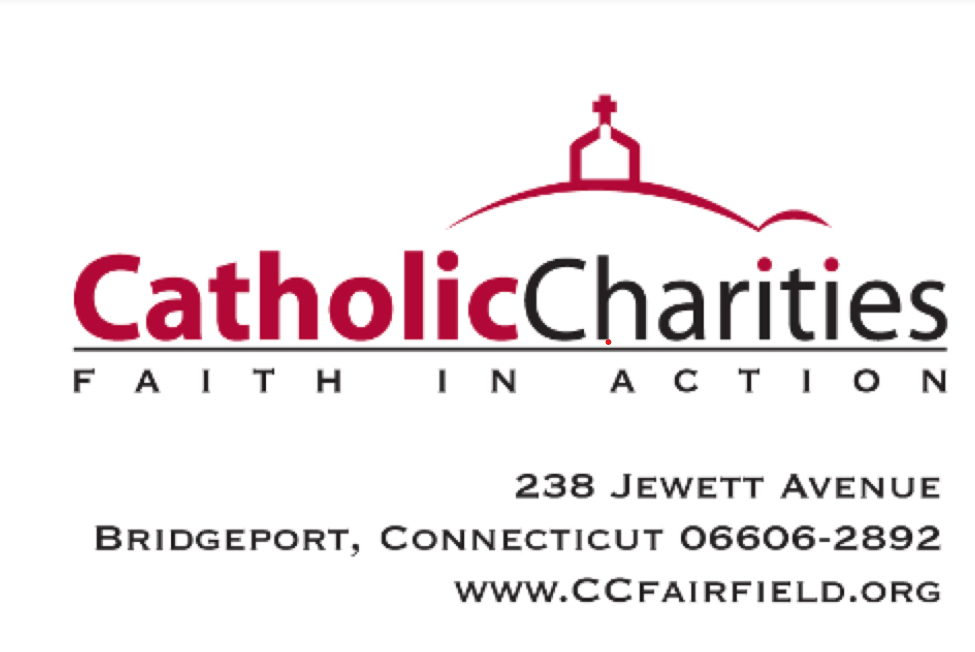 CatholicCharities
FAITH IN ACTION
238 JEWETT AVENUE
BRIDGEPORT, CONNECTICUT 06606-2892
WWW.CCFAIRFIELD.ORG